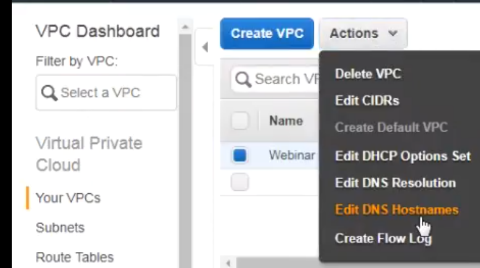 VPC Dashboard
Filter by VPC:
Select a VPC
Virtual Private
Cloud
Your VPCs
Subnets
Route Tables
Create VPC
Actions
Search VP
Name
Webinar
Delete VPC
Edit CIDRs
Create Default VPC
Edit DHCP Options Set
Edit DNS Resolution
Edit DNS Hostnames
Create Flow Log